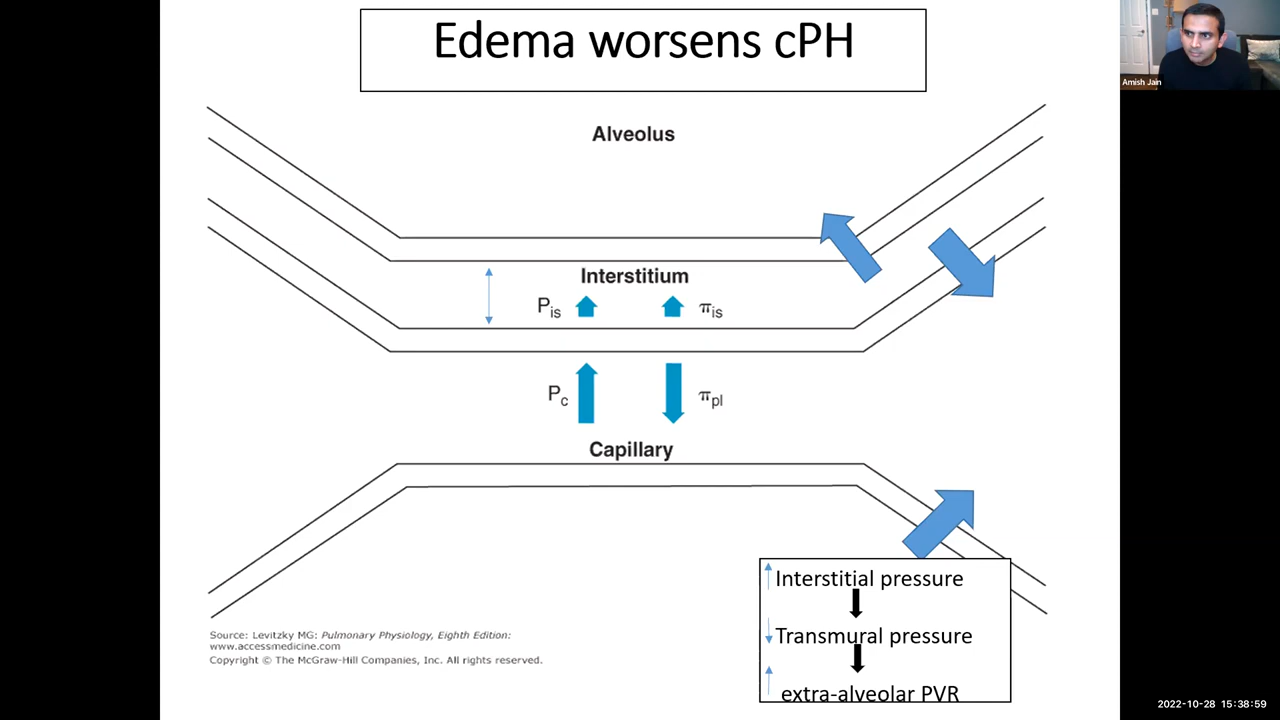 Edema worsens cPH
Amish Jain
Alveolus
Interstitium
Pis
πis
Pc
πpl
Capillary
Interstitial pressure
Transmural pressure
extra-alveolar PVR
Source: Levitzky MG: Pulmonary Physiology, Eighth Edition:
www.accessmedicine.com
Copyright © The McGraw-Hill Companies, Inc. All rights reserved.
2022-10-28 15:38:59